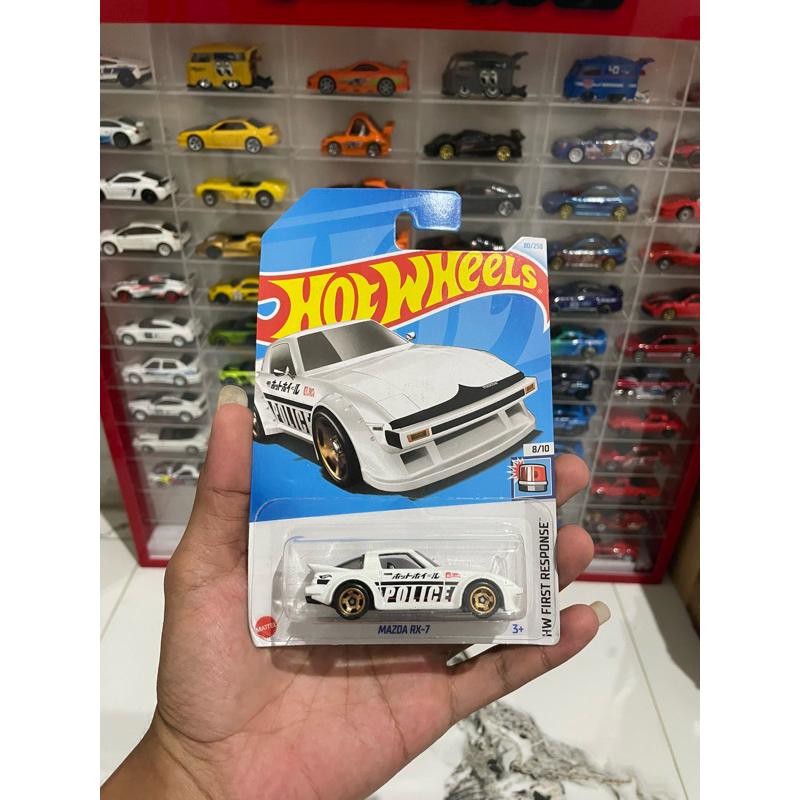 80/250
HOT WHEELS
ホットホイール
POLICE
8/10
HW FIRST RESPONSE™
ホットホイール
POLICE
MATTEL
MAZDA RX-7
3+